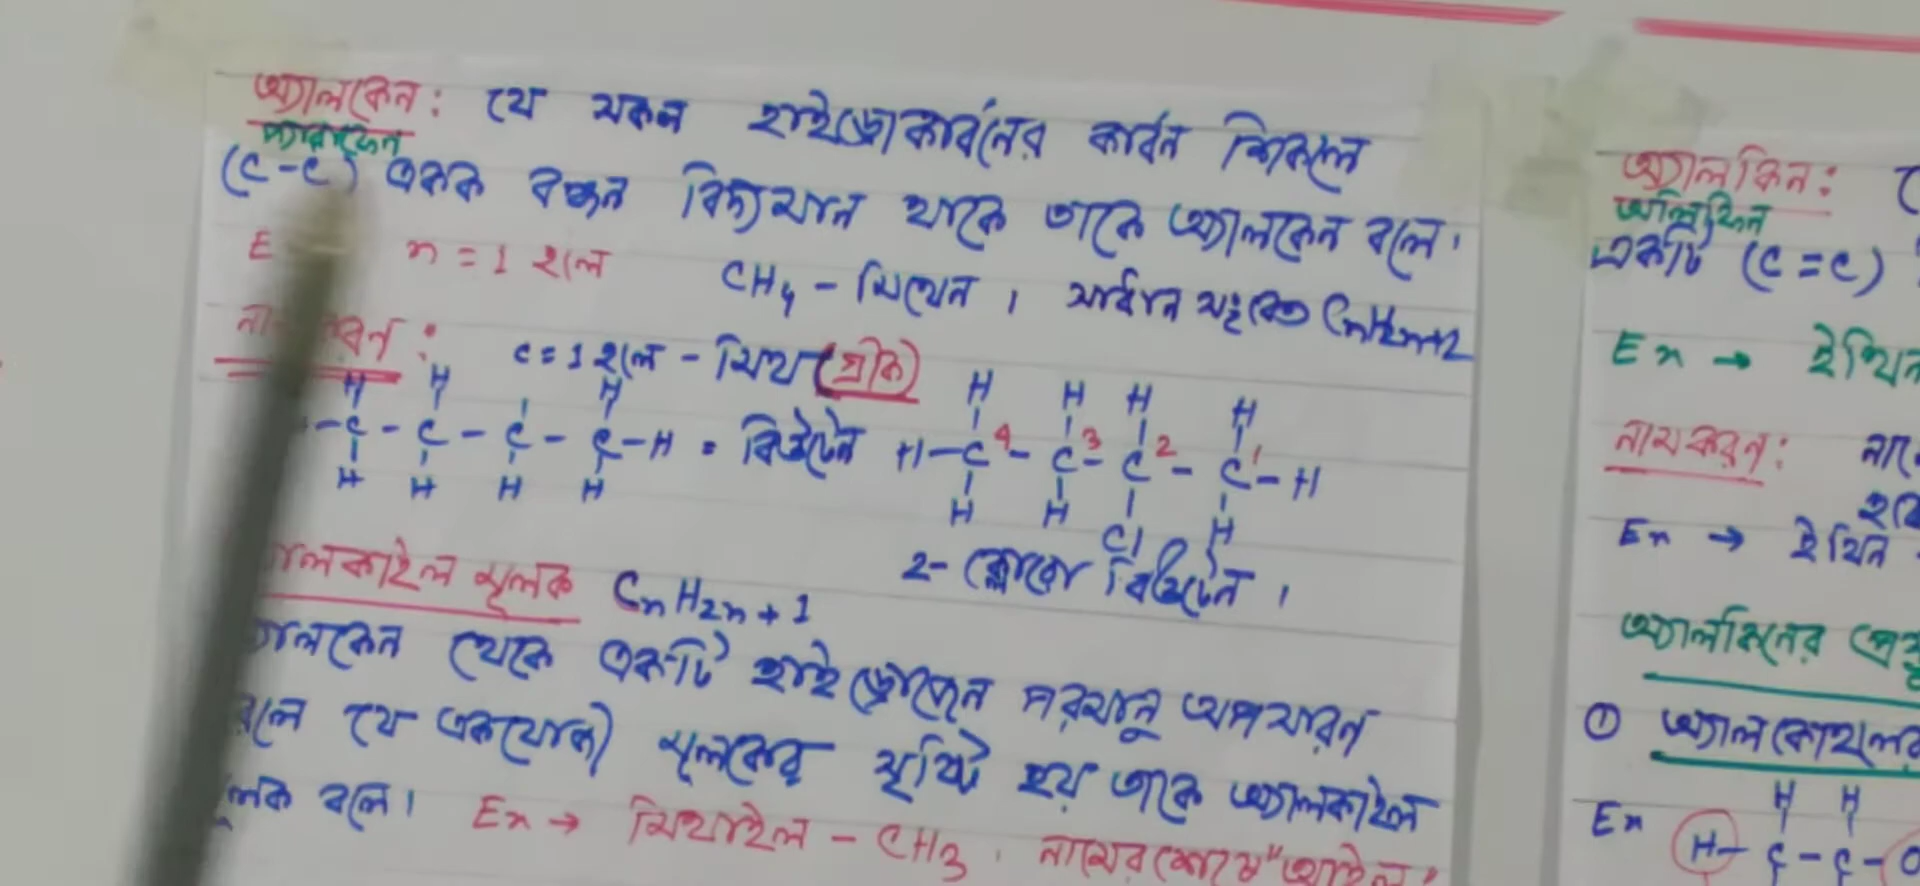 অ্যালকেন: যে সকল হাইড্রোকার্বনের কার্বন শিকলে
প্যারাফিন
(C-C) একক বন্ধন বিদ্যমান থাকে তাকে অ্যালকেন বলে।
n = 1 হলে CH4 - মিথেন । সার্বান সংকেত CnH2n+2
C = 1 হলে - মিথ (গ্রীক)
H H H H H H H
-C - C - C - C-H = বিউটেন H-C4 - C3 - C2 - C1-H
H H H H H H Cl H
2- ক্লোরো বিউটেন ।
অ্যালকাইল মূলক CnH2n+1
অ্যালকেন থেকে একটি হাইড্রোজেন পরমানু অপসারন
যে একযোজী মূলকের সৃষ্টি হয় তাকে অ্যালকাইল
মূলক বলে। Ex → মিথাইল - CH3 . নামের শেষে "আইল"
অ্যালকিন: (
অলিফিন
একটি (C=C)
Ex → ইথিন
নামকরণ:
Ex → ইথিন
অ্যালকিনের
① অ্যালকোহলের
H H
Ex H- C - C -